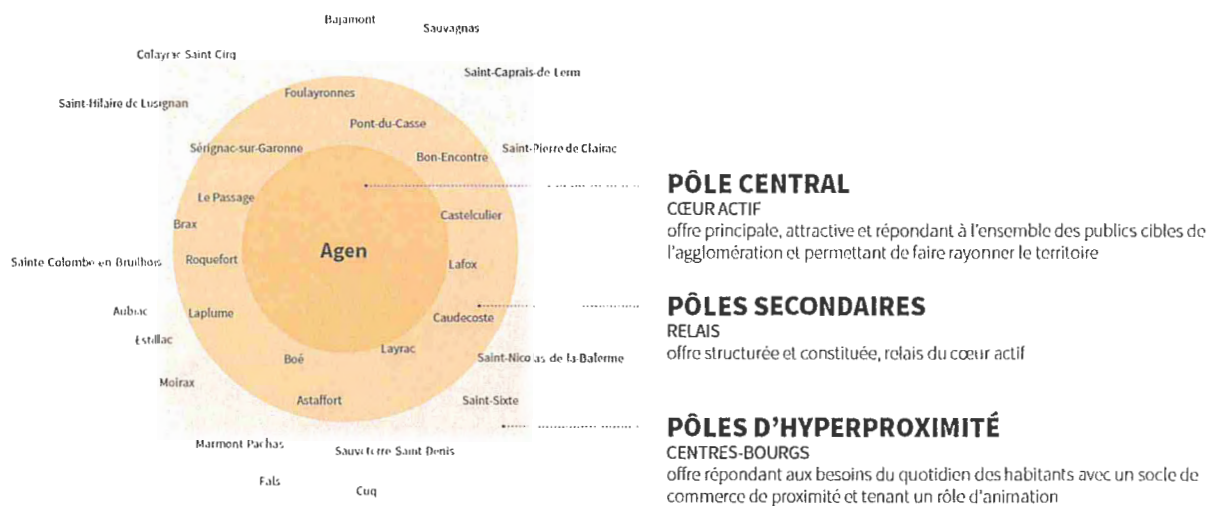 Bajamont
Sauvagnas
Colayrac Saint Cirq
Saint-Caprais-de Lerm
Foulayronnes
Saint-Hilaire de Lusignan
Pont-du-Casse
Sérignac-sur-Garonne
Saint-Pierre de Clairac
Bon-Encontre
Le Passage
Castelculier
Brax
Agen
Sainte Colombe en Bruilhois
Roquefort
Lafox
Aubiac
Laplume
Caudecoste
Estillac
Layrac
Boé
Saint-Nicolas de-la-Balerme
Moirax
Astaffort
Saint-Sixte
Marmont Pachas
Sauveterre Saint Denis
Fals
Cuq
PÔLE CENTRAL
CŒUR ACTIF
offre principale, attractive et répondant à l'ensemble des publics cibles de
l'agglomération et permettant de faire rayonner le territoire
PÔLES SECONDAIRES
RELAIS
offre structurée et constituée, relais du cœur actif
PÔLES D'HYPERPROXIMITÉ
CENTRES-BOURGS
offre répondant aux besoins du quotidien des habitants avec un socle de
commerce de proximité et tenant un rôle d'animation